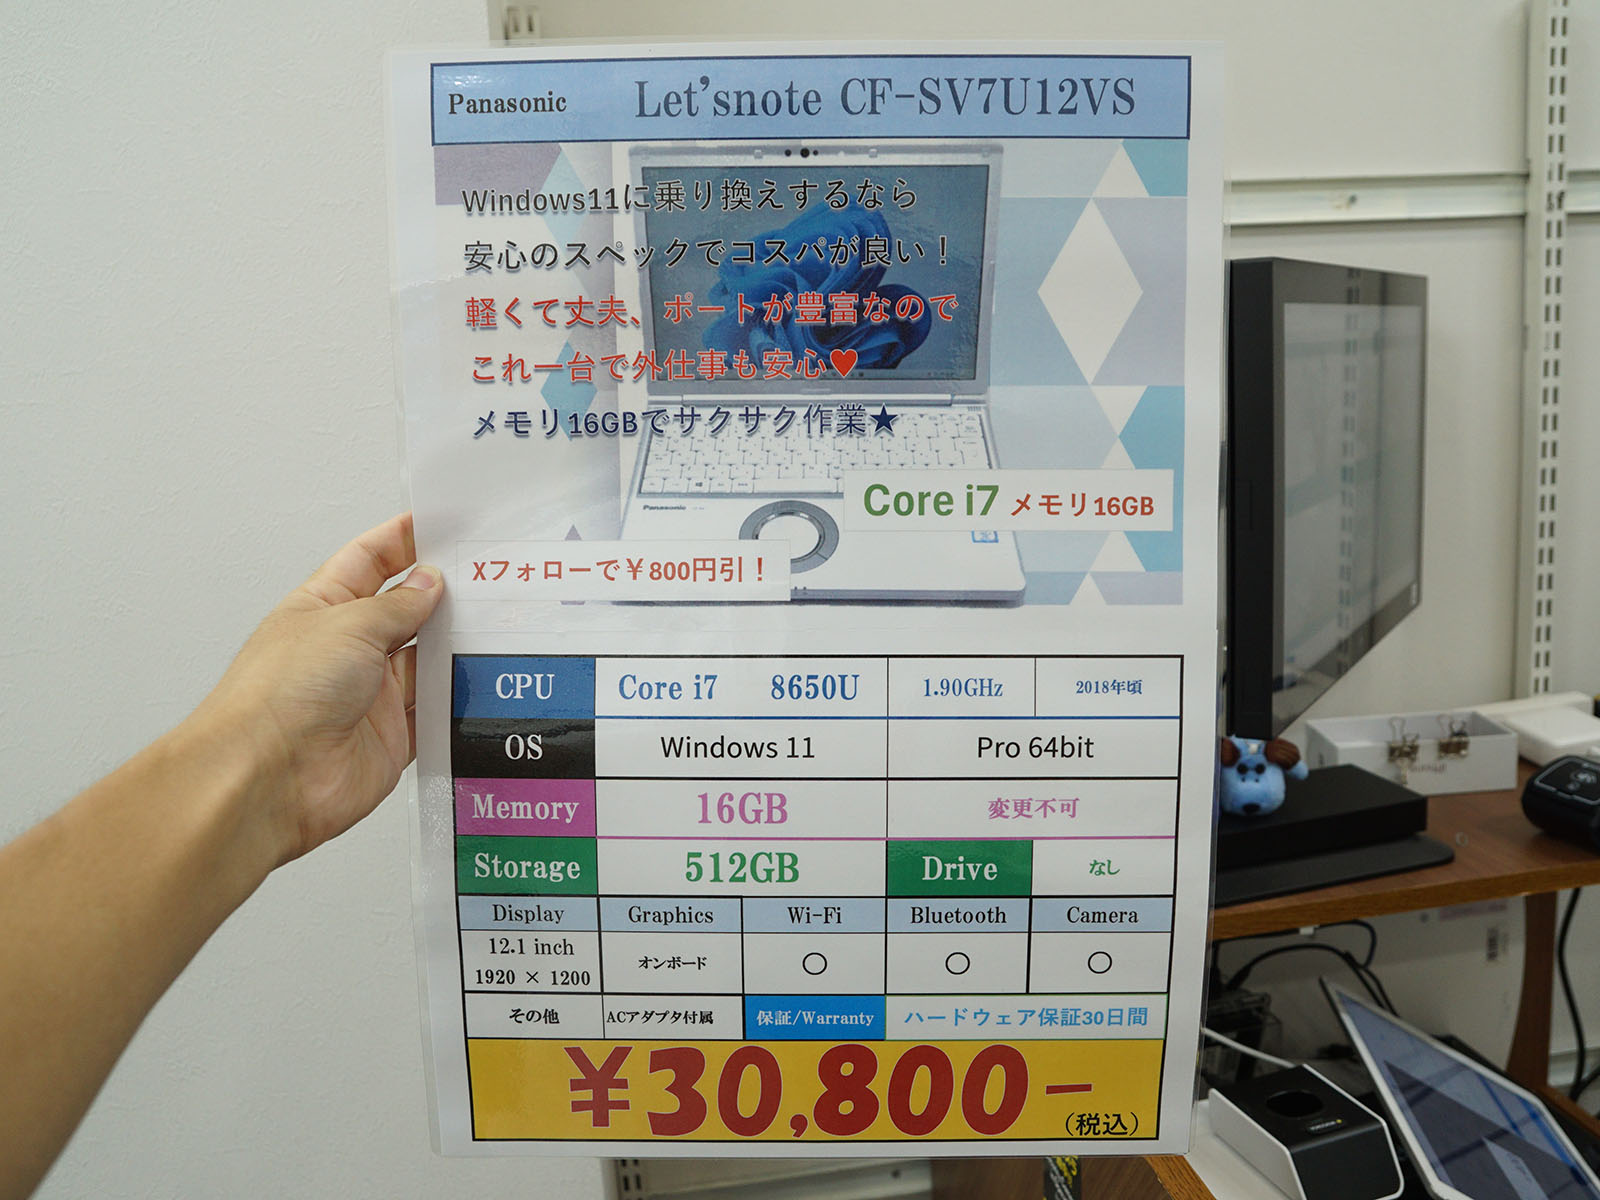 Panasonic Let'snote CF-SV7U12VS
Windows11に乗り換えするなら
安心のスペックでコスパが良い！
軽くて丈夫、ポートが豊富なので
これ一台で外仕事も安心♥
メモリ16GBでサクサク作業★
Core i7 メモリ16GB
Panasonic
Xフォローで￥800円引！
CPU Core i7 8650U 1.90GHz 2018年頃
OS Windows 11 Pro 64bit
Memory 16GB 変更不可
Storage 512GB Drive なし
Display Graphics Wi-Fi Bluetooth Camera
12.1 inch
1920 × 1200 オンボード ○ ○ ○
その他 ACアダプタ付属 保証/Warranty ハードウェア保証30日間
￥30,800-
（税込）